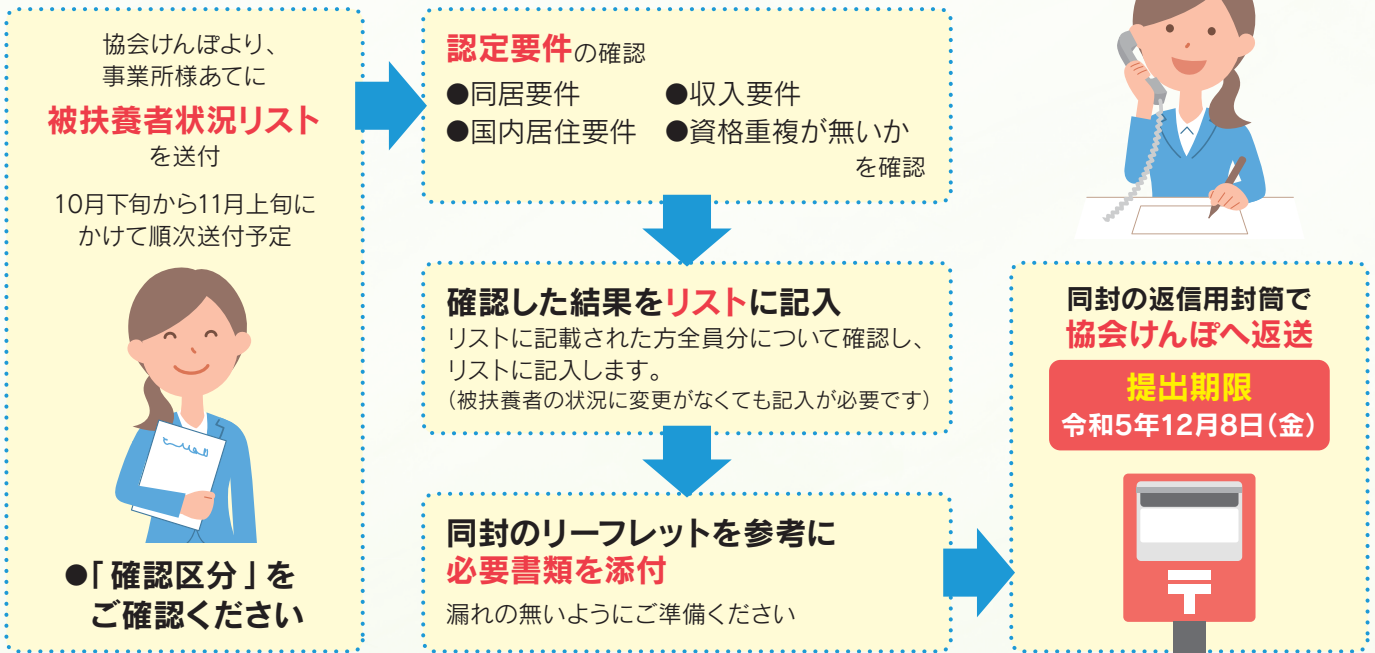 協会けんぽより、
事業所様あてに
被扶養者状況リスト
を送付
10月下旬から11月上旬に
かけて順次送付予定
●「確認区分」を
ご確認ください
認定要件の確認
●同居要件 ●収入要件
●国内居住要件 ●資格重複が無いか
を確認
確認した結果をリストに記入
リストに記載された方全員分について確認し、
リストに記入します。
（被扶養者の状況に変更がなくても記入が必要です）
同封のリーフレットを参考に
必要書類を添付
漏れの無いようにご準備ください
同封の返信用封筒で
協会けんぽへ返送
提出期限
令和5年12月8日（金）